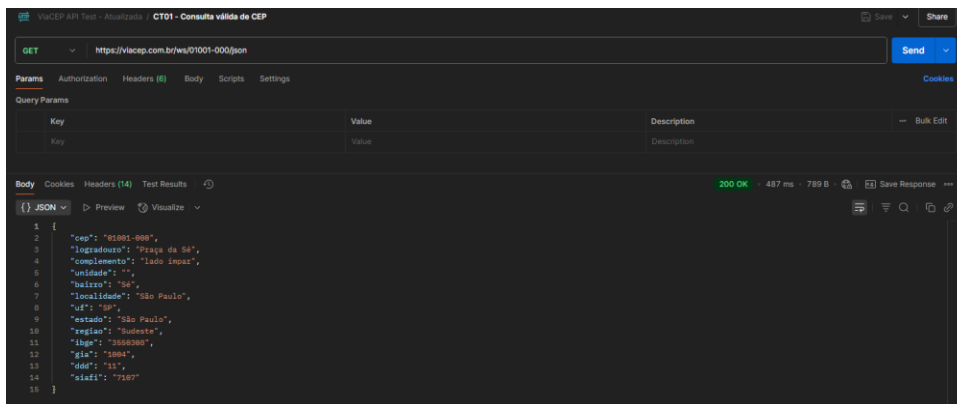 ViaCEP API Test - Atualizada / CT01 - Consulta válida de CEP
Save
Share
GET
https://viacep.com.br/ws/01001-000/json
Send
Params Authorization Headers (6) Body Scripts Settings
Cookies
Query Params
Key Value Description ••• Bulk Edit
Key Value Description
Body Cookies Headers (14) Test Results
200 OK • 487 ms • 789 B • Save Response •••
{} JSON Preview Visualize
1 {
2 "cep": "01001-000",
3 "logradouro": "Praça da Sé",
4 "complemento": "lado ímpar",
5 "unidade": "",
6 "bairro": "Sé",
7 "localidade": "São Paulo",
8 "uf": "SP",
9 "estado": "São Paulo",
10 "regiao": "Sudeste",
11 "ibge": "3550308",
12 "gia": "1004",
13 "ddd": "11",
14 "siafi": "7107"
15 }